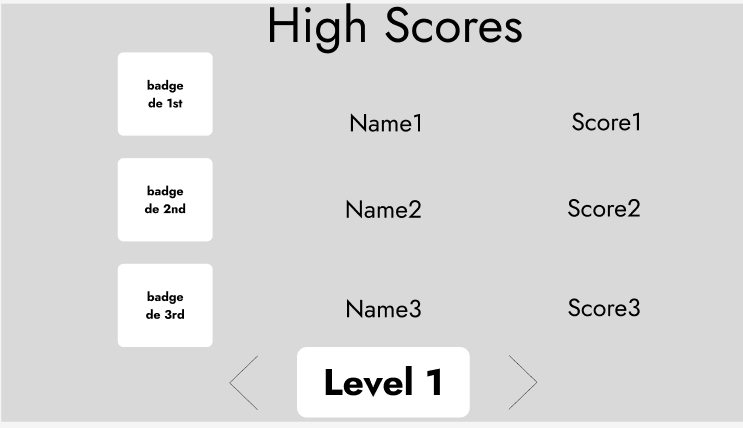 High Scores
badge
de 1st
Name1
Score1
badge
de 2nd
Name2
Score2
badge
de 3rd
Name3
Score3
Level 1